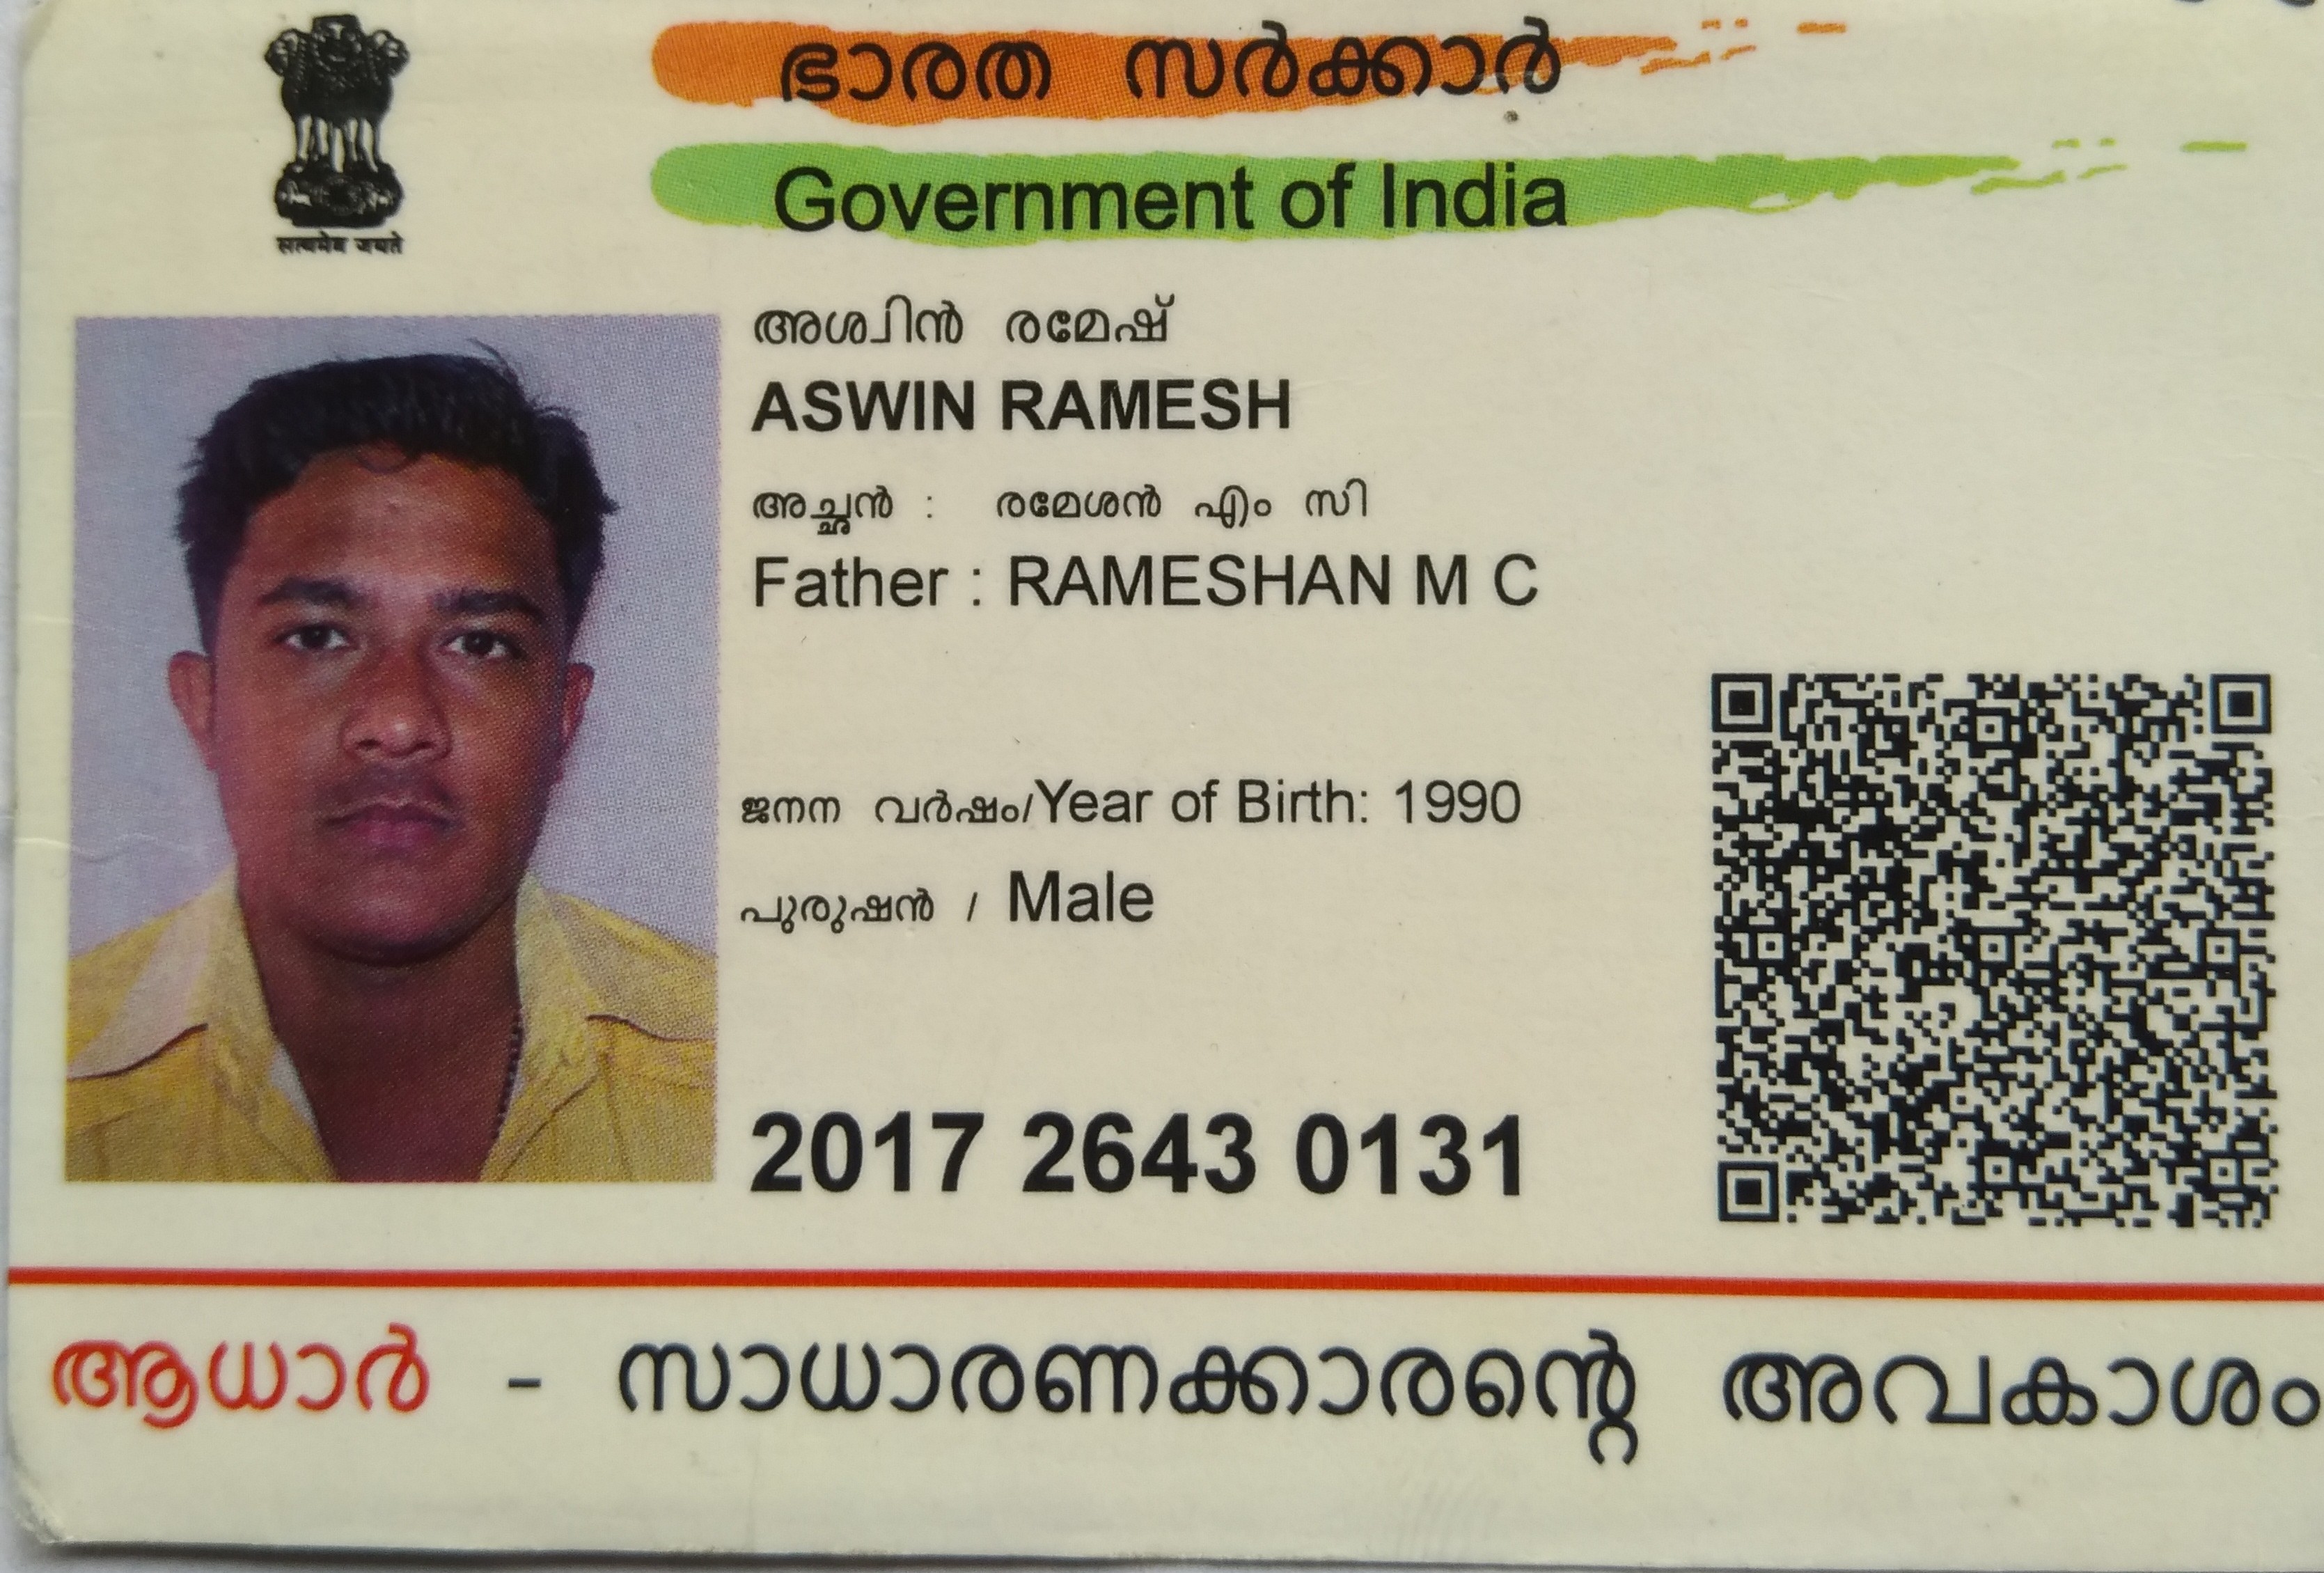 ഭാരത സർക്കാർ
Government of India
सत्यमेव जयते
അശ്വിൻ രമേഷ്
ASWIN RAMESH
അച്ഛൻ : രമേശൻ എം സി
Father : RAMESHAN M C
ജനന വർഷം/Year of Birth: 1990
പുരുഷൻ / Male
2017 2643 0131
ആധാർ - സാധാരണക്കാരന്റെ അവകാശം